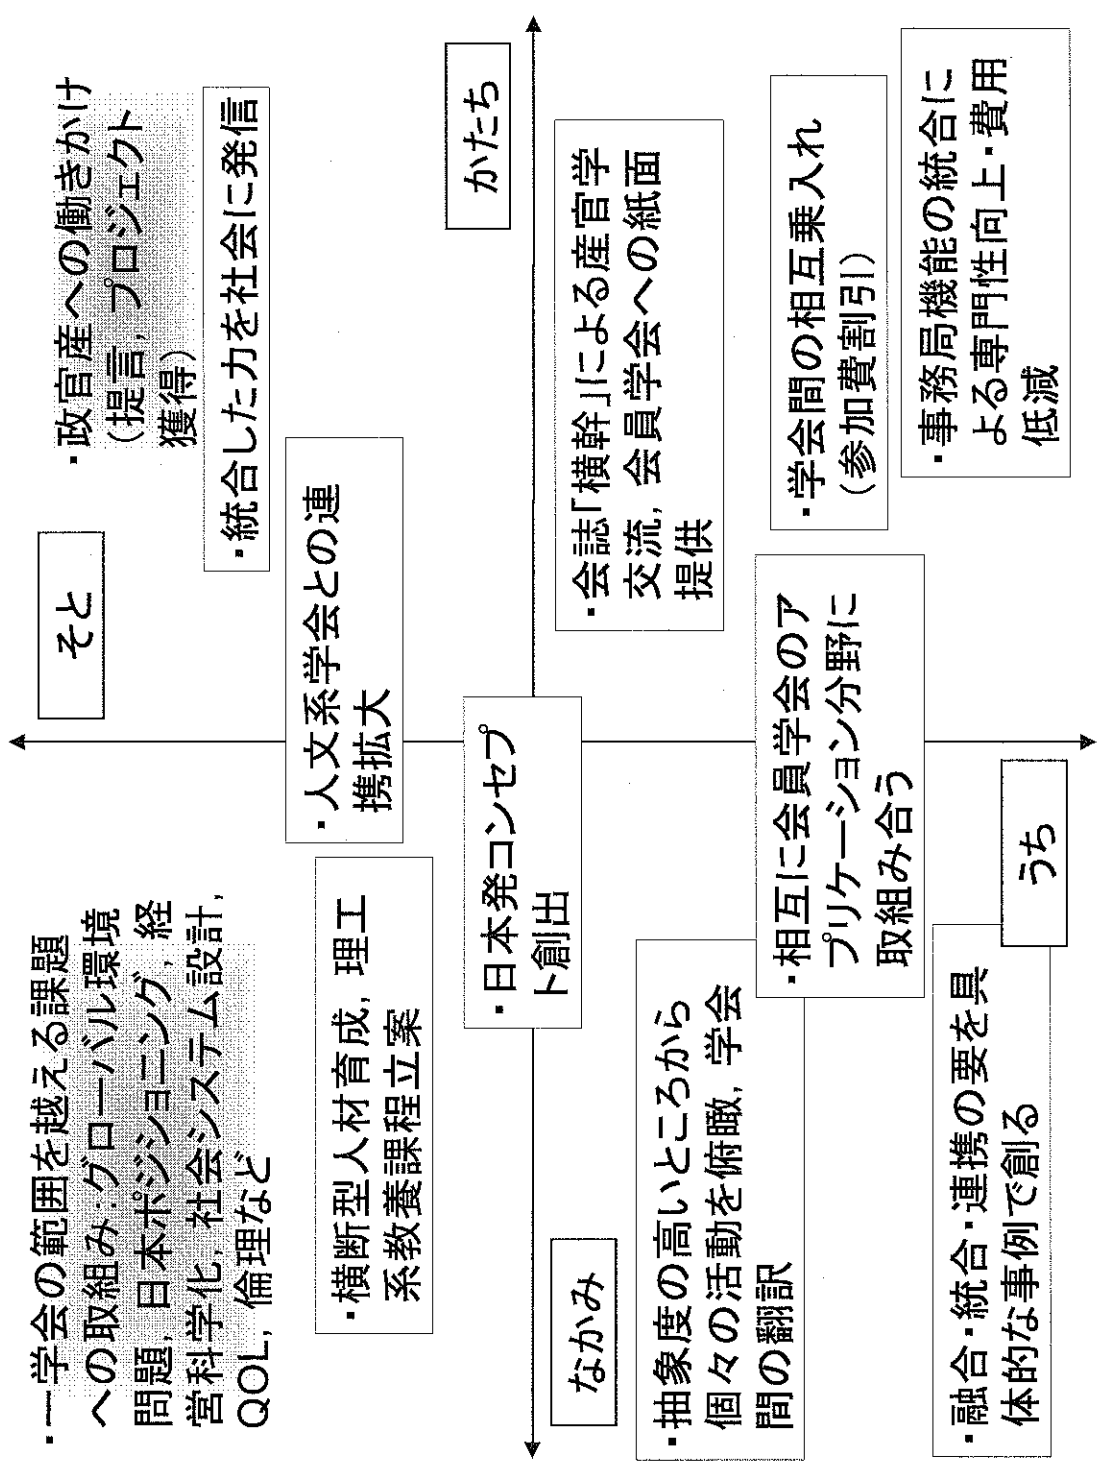 ・一学会の範囲を越える課題
への取組み:グローバル環境
問題, 日本ポジショニング, 経
営科学化, 社会システム設計,
QOL, 倫理など
そと
・政官産への働きかけ
(提言, プロジェクト
獲得)
・統合した力を社会に発信
・人文系学会との連
携拡大
・横断型人材育成, 理工
系教養課程立案
・日本発コンセプ
ト創出
かたち
なかみ
・会誌「横幹」による産官学
交流, 会員学会への紙面
提供
・抽象度の高いところから
個々の活動を俯瞰, 学会
間の翻訳
・相互に会員学会のア
プリケーション分野に
取組み合う
・学会間の相互乗入れ
(参加費割引)
・融合・統合・連携の要を具
体的な事例で創る
うち
・事務局機能の統合に
よる専門性向上・費用
低減